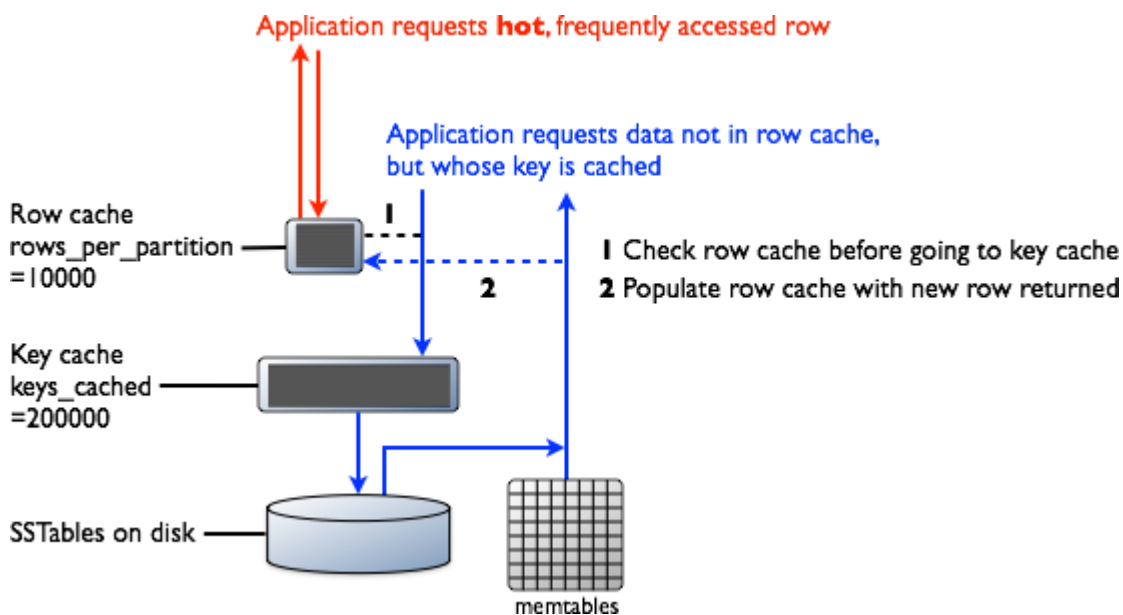 Application requests hot, frequently accessed row
Application requests data not in row cache,
but whose key is cached
Row cache
rows_per_partition
=10000
1
2
1 Check row cache before going to key cache
2 Populate row cache with new row returned
Key cache
keys_cached
=200000
SSTables on disk
memtables